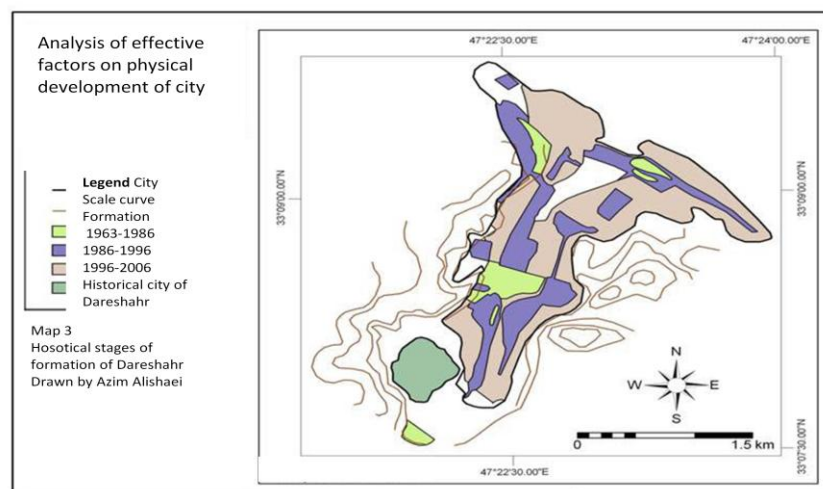 Analysis of effective
factors on physical
development of city
Legend City
Scale curve
Formation
1963-1986
1986-1996
1996-2006
Historical city of
Dareshahr
Map 3
Hosotical stages of
formation of Dareshahr
Drawn by Azim Alishaei
47°22'30.00"E
47°24'00.00"E
33°09'00.00"N
33°09'00.00"N
N
W
E
S
0
1.5 km
33°07'30.00"N
47°22'30.00"E